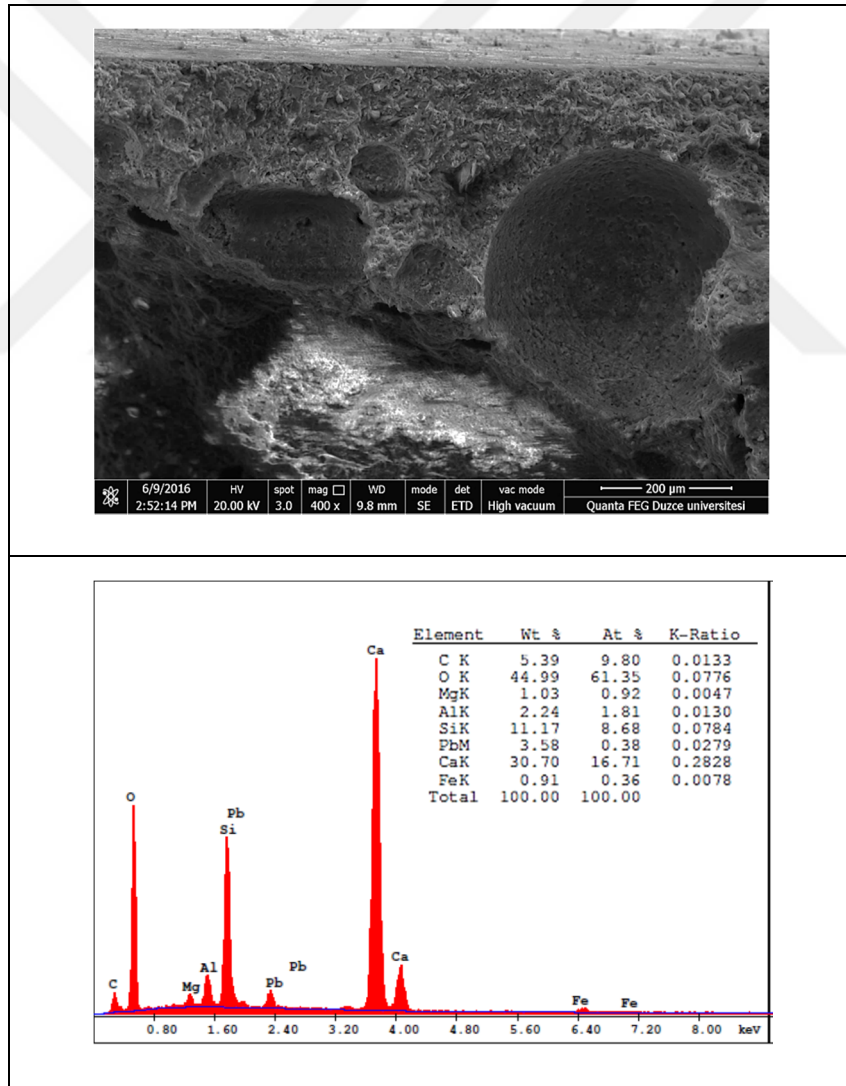 6/9/2016 HV spot mag WD mode det vac mode 200 µm
2:52:14 PM 20.00 kV 3.0 400 x 9.8 mm SE ETD High vacuum Quanta FEG Duzce universitesi
Element Wt % At % K-Ratio
C K 5.39 9.80 0.0133
O K 44.99 61.35 0.0776
MgK 1.03 0.92 0.0047
AlK 2.24 1.81 0.0130
SiK 11.17 8.68 0.0784
PbM 3.58 0.38 0.0279
CaK 30.70 16.71 0.2828
FeK 0.91 0.36 0.0078
Total 100.00 100.00
Ca
O
Pb
Si
C
Mg
Al
Pb
Pb
Ca
Fe
Fe
0.80 1.60 2.40 3.20 4.00 4.80 5.60 6.40 7.20 8.00 keV